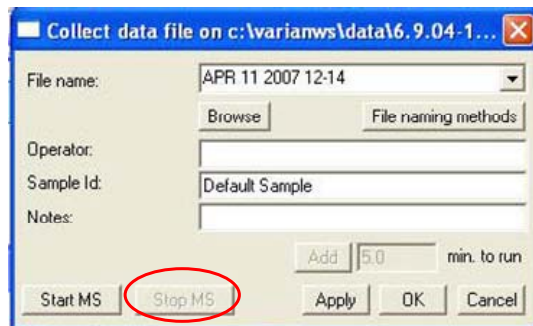 Collect data file on c:\varianws\data\6.9.04-1...
File name: APR 11 2007 12-14
Browse File naming methods
Operator:
Sample Id: Default Sample
Notes:
Add 5.0 min. to run
Start MS Stop MS Apply OK Cancel